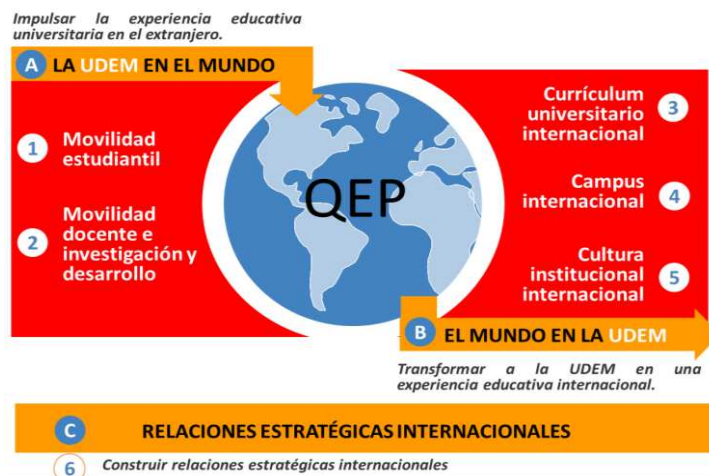 Impulsar la experiencia educativa
universitaria en el extranjero.
A LA UDEM EN EL MUNDO
1 Movilidad
estudiantil
2 Movilidad
docente e
investigación y
desarrollo
QEP
Currículum
universitario
internacional 3
Campus
internacional 4
Cultura
institucional
internacional 5
B EL MUNDO EN LA UDEM
Transformar a la UDEM en una
experiencia educativa internacional.
C RELACIONES ESTRATÉGICAS INTERNACIONALES
6 Construir relaciones estratégicas internacionales